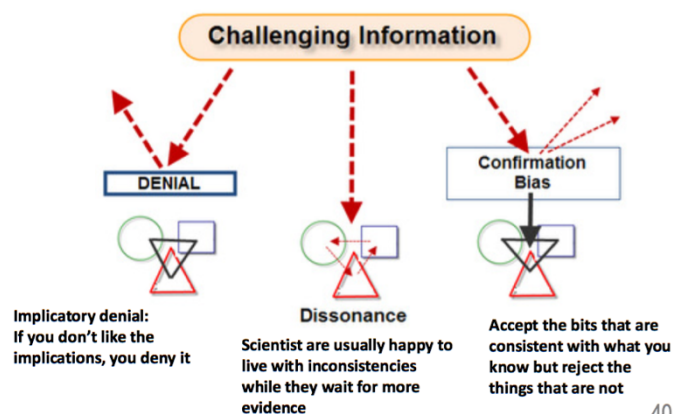 Challenging Information
DENIAL
Confirmation
Bias
Implicatory denial:
If you don't like the
implications, you deny it
Dissonance
Scientist are usually happy to
live with inconsistencies
while they wait for more
evidence
Accept the bits that are
consistent with what you
know but reject the
things that are not
40